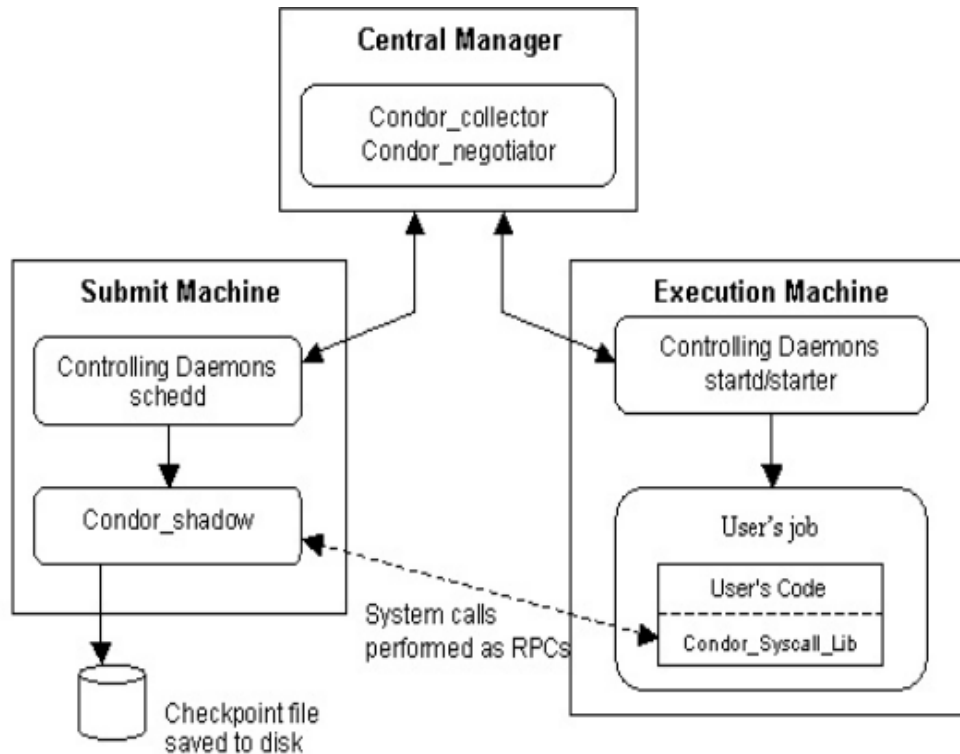 Central Manager
Condor_collector
Condor_negotiator
Submit Machine
Controlling Daemons
schedd
Condor_shadow
Checkpoint file
saved to disk
System calls
performed as RPCs
Execution Machine
Controlling Daemons
startd/starter
User's job
User's Code
Condor_Syscall_Lib